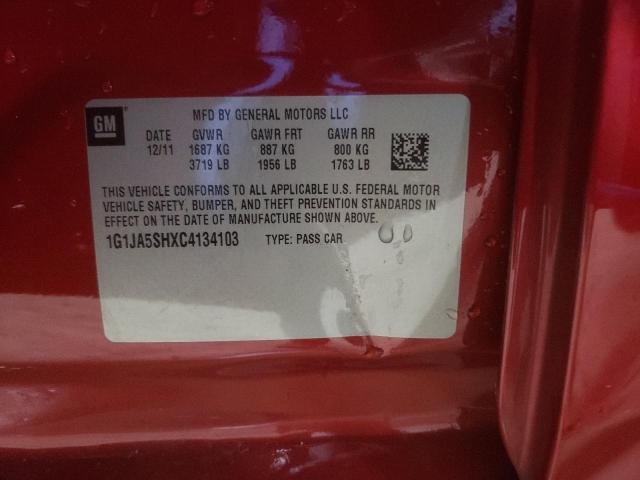 GM
MFD BY GENERAL MOTORS LLC
DATE GVWR GAWR FRT GAWR RR
12/11 1687 KG 887 KG 800 KG
3719 LB 1956 LB 1763 LB
THIS VEHICLE CONFORMS TO ALL APPLICABLE U.S. FEDERAL MOTOR
VEHICLE SAFETY, BUMPER, AND THEFT PREVENTION STANDARDS IN
EFFECT ON THE DATE OF MANUFACTURE SHOWN ABOVE.
1G1JA5SHXC4134103 TYPE: PASS CAR